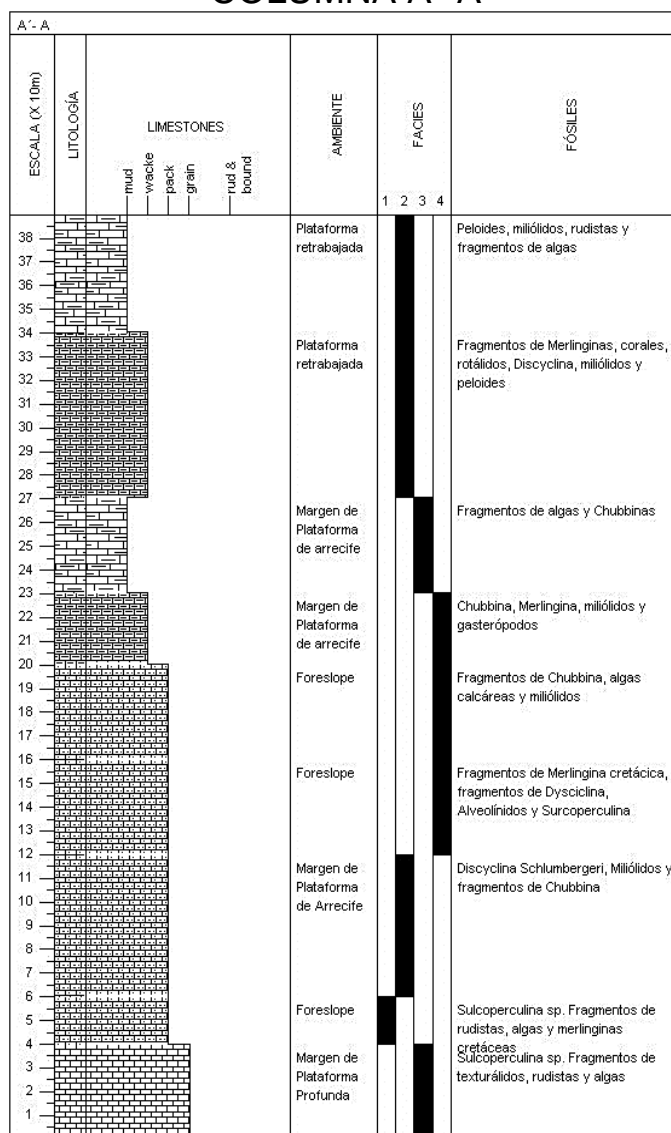 COLUMNA A'- A
A´- A
ESCALA (X 10m)
LITOLOGÍA
LIMESTONES
mud
wacke
pack
grain
rud &
bound
AMBIENTE
FACIES
1 2 3 4
FÓSILES
38
37
36
35
34
33
32
31
30
29
28
27
26
25
24
23
22
21
20
19
18
17
16
15
14
13
12
11
10
9
8
7
6
5
4
3
2
1
Plataforma
retrabajada
Peloides, miliólidos, rudistas y
fragmentos de algas
Plataforma
retrabajada
Fragmentos de Merlinginas, corales,
rotálidos, Discyclina, miliólidos y
peloides
Margen de
Plataforma
de arrecife
Fragmentos de algas y Chubbinas
Margen de
Plataforma
de arrecife
Chubbina, Merlingina, miliólidos y
gasterópodos
Foreslope
Fragmentos de Chubbina, algas
calcáreas y miliólidos
Foreslope
Fragmentos de Merlingina cretácica,
fragmentos de Dysciclina,
Alveolínidos y Surcoperculina
Margen de
Plataforma
de Arrecife
Discyclina Schlumbergeri, Miliólidos y
fragmentos de Chubbina
Foreslope
Sulcoperculina sp. Fragmentos de
rudistas, algas y merlinginas
cretáceas
Margen de
Plataforma
Profunda
Sulcoperculina sp. Fragmentos de
texturálidos, rudistas y algas